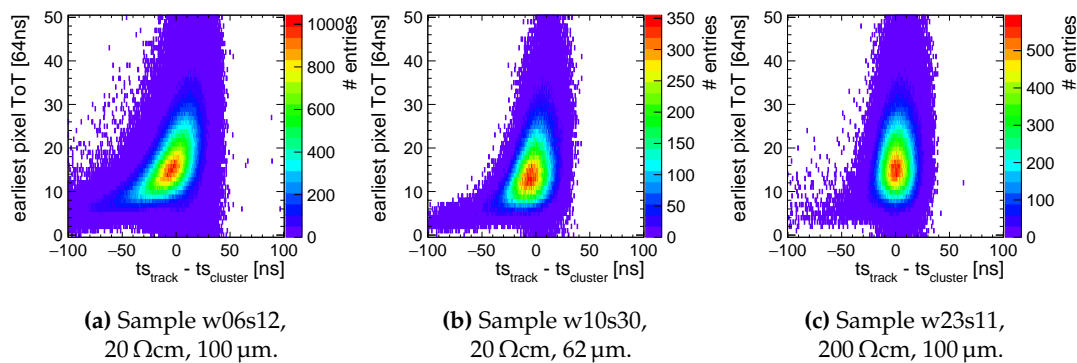 earliest pixel ToT [64ns]
50
40
30
20
10
0
−100 −50 0 50 100
ts_track - ts_cluster [ns]
1000
800
600
400
200
0
# entries
earliest pixel ToT [64ns]
50
40
30
20
10
0
−100 −50 0 50 100
ts_track - ts_cluster [ns]
350
300
250
200
150
100
50
0
# entries
earliest pixel ToT [64ns]
50
40
30
20
10
0
−100 −50 0 50 100
ts_track - ts_cluster [ns]
500
400
300
200
100
0
# entries
(a) Sample w06s12,
20 Ωcm, 100 µm.
(b) Sample w10s30,
20 Ωcm, 62 µm.
(c) Sample w23s11,
200 Ωcm, 100 µm.